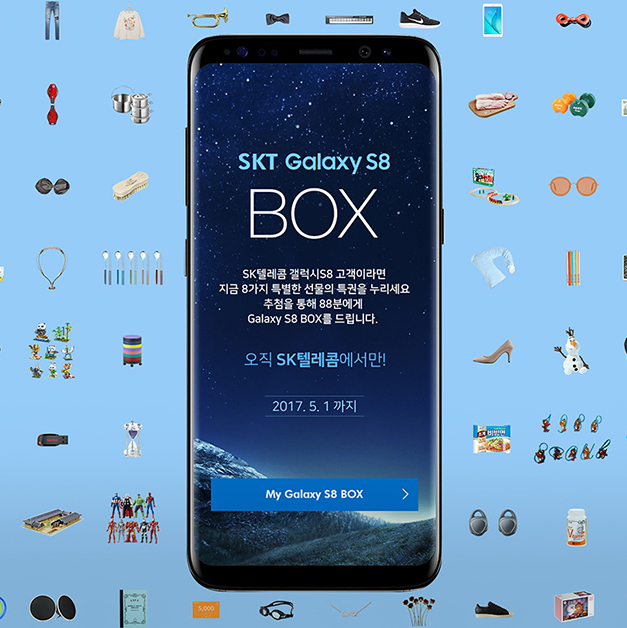 SKT Galaxy S8
BOX
SK텔레콤 갤럭시S8 고객이라면
지금 8가지 특별한 선물의 특권을 누리세요
추첨을 통해 88분에게
Galaxy S8 BOX를 드립니다.
오직 SK텔레콤에서만!
2017. 5. 1 까지
My Galaxy S8 BOX
5,000